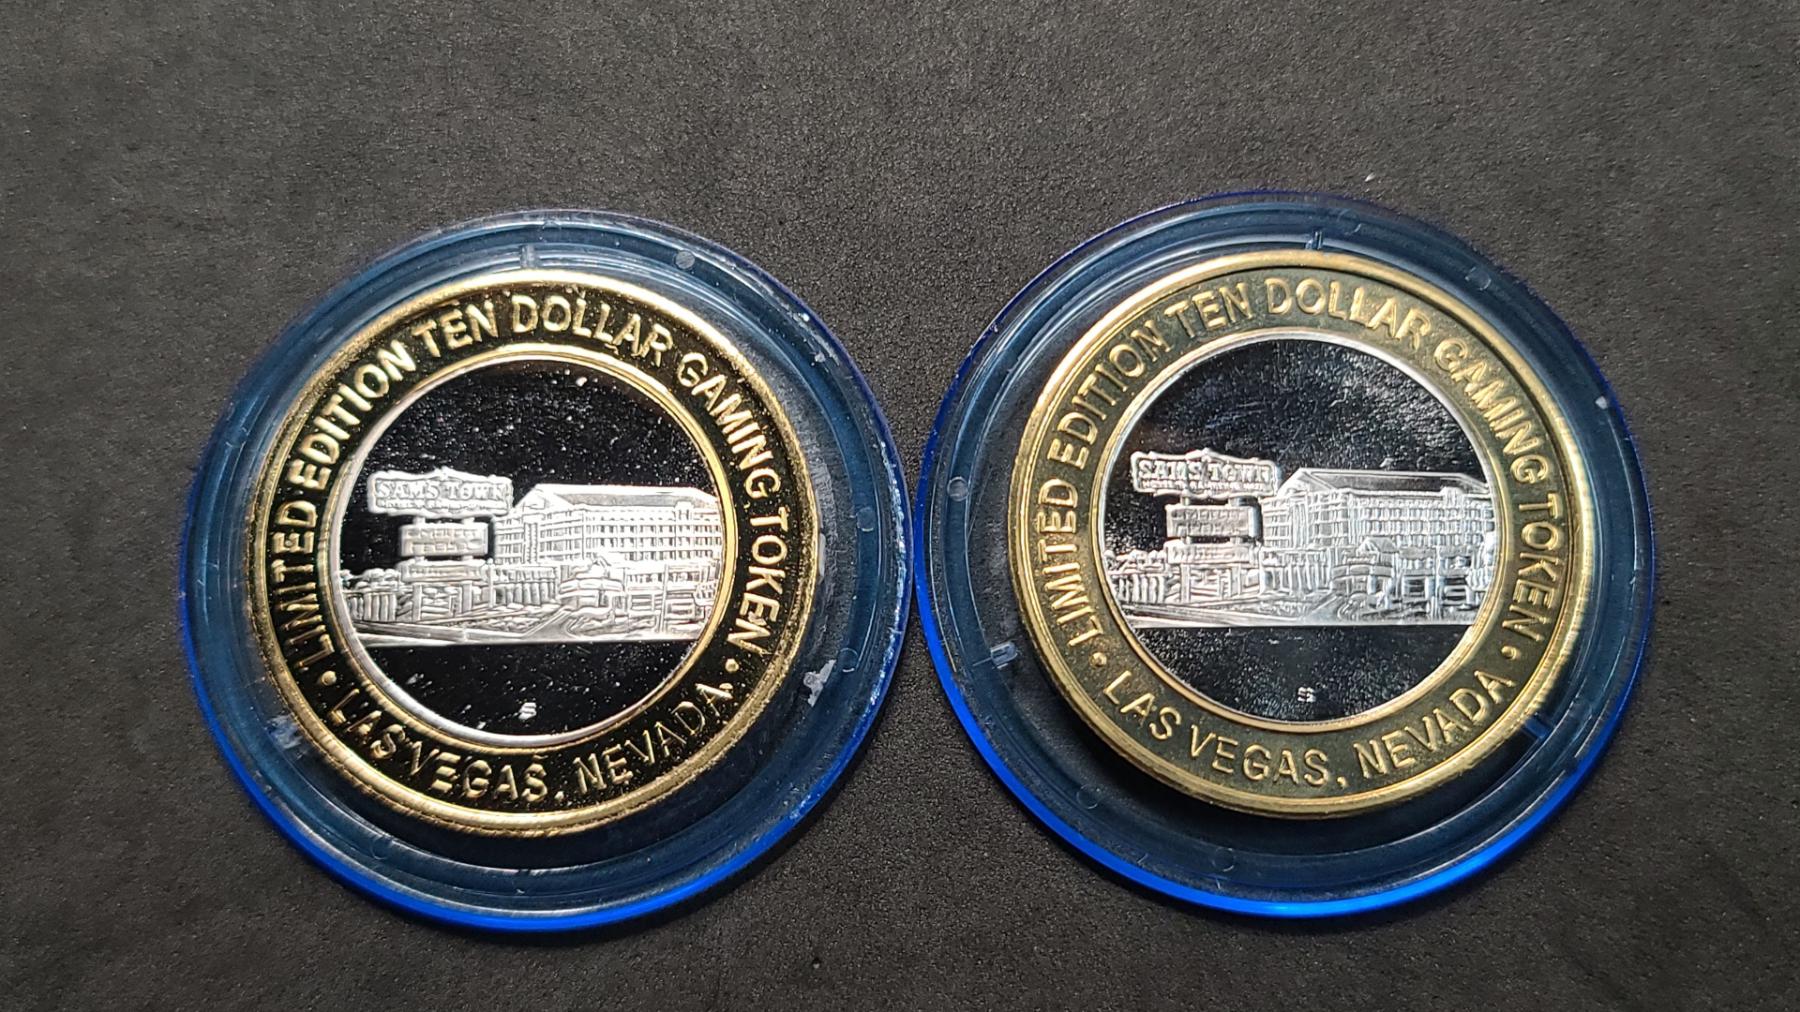 LIMITED EDITION TEN DOLLAR GAMING TOKEN
SAM'S TOWN
S
• LAS VEGAS, NEVADA •
LIMITED EDITION TEN DOLLAR GAMING TOKEN
SAM'S TOWN
S
• LAS VEGAS, NEVADA •